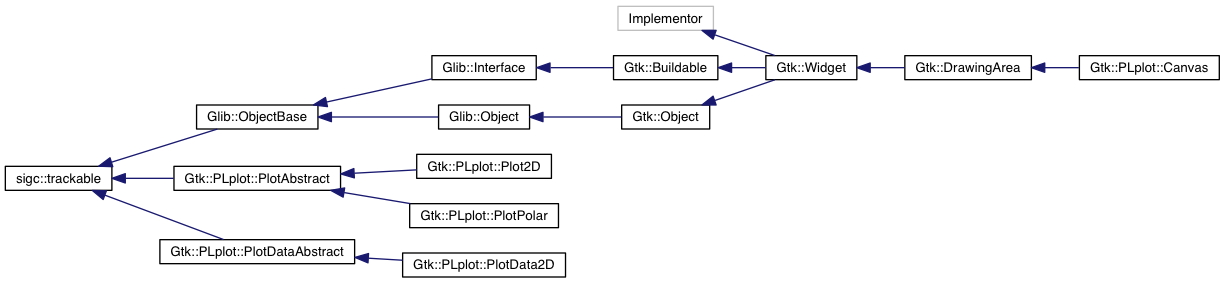 Implementor
Glib::Interface
Gtk::Buildable
Gtk::Widget
Gtk::DrawingArea
Gtk::PLplot::Canvas
Glib::ObjectBase
Glib::Object
Gtk::Object
sigc::trackable
Gtk::PLplot::PlotAbstract
Gtk::PLplot::Plot2D
Gtk::PLplot::PlotPolar
Gtk::PLplot::PlotDataAbstract
Gtk::PLplot::PlotData2D